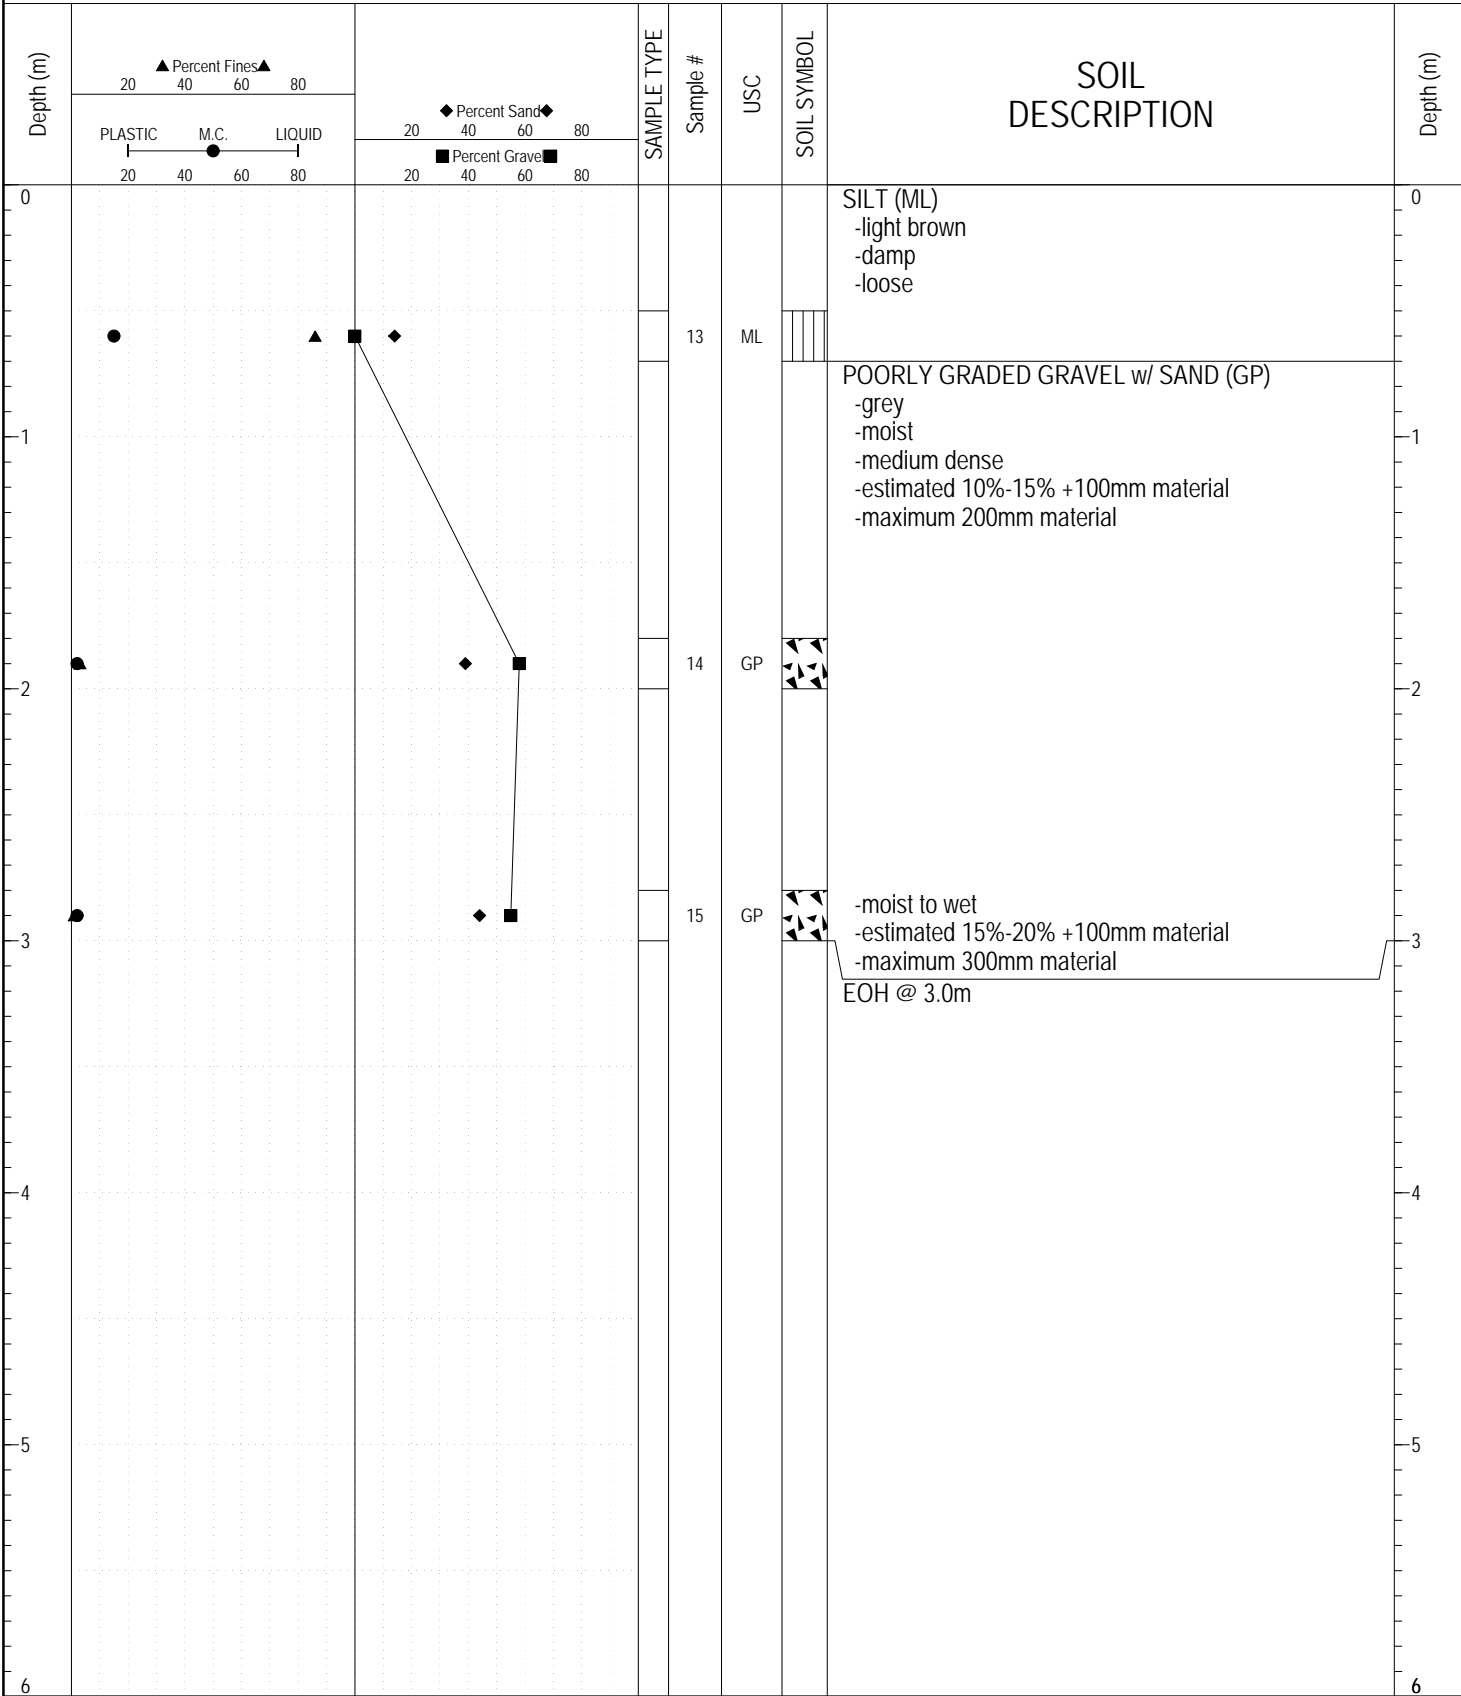 Depth (m)
▲ Percent Fines ▲
20 40 60 80
PLASTIC M.C. LIQUID
20 40 60 80
◆ Percent Sand ◆
20 40 60 80
■ Percent Gravel ■
20 40 60 80
SAMPLE TYPE
Sample #
USC
SOIL SYMBOL
SOIL
DESCRIPTION
Depth (m)
0
SILT (ML)
0
-light brown
-damp
-loose
13 ML
POORLY GRADED GRAVEL w/ SAND (GP)
-grey
1
-moist
1
-medium dense
-estimated 10%-15% +100mm material
-maximum 200mm material
14 GP
2
2
-moist to wet
15 GP
-estimated 15%-20% +100mm material
3
3
-maximum 300mm material
EOH @ 3.0m
4
4
5
5
6
6